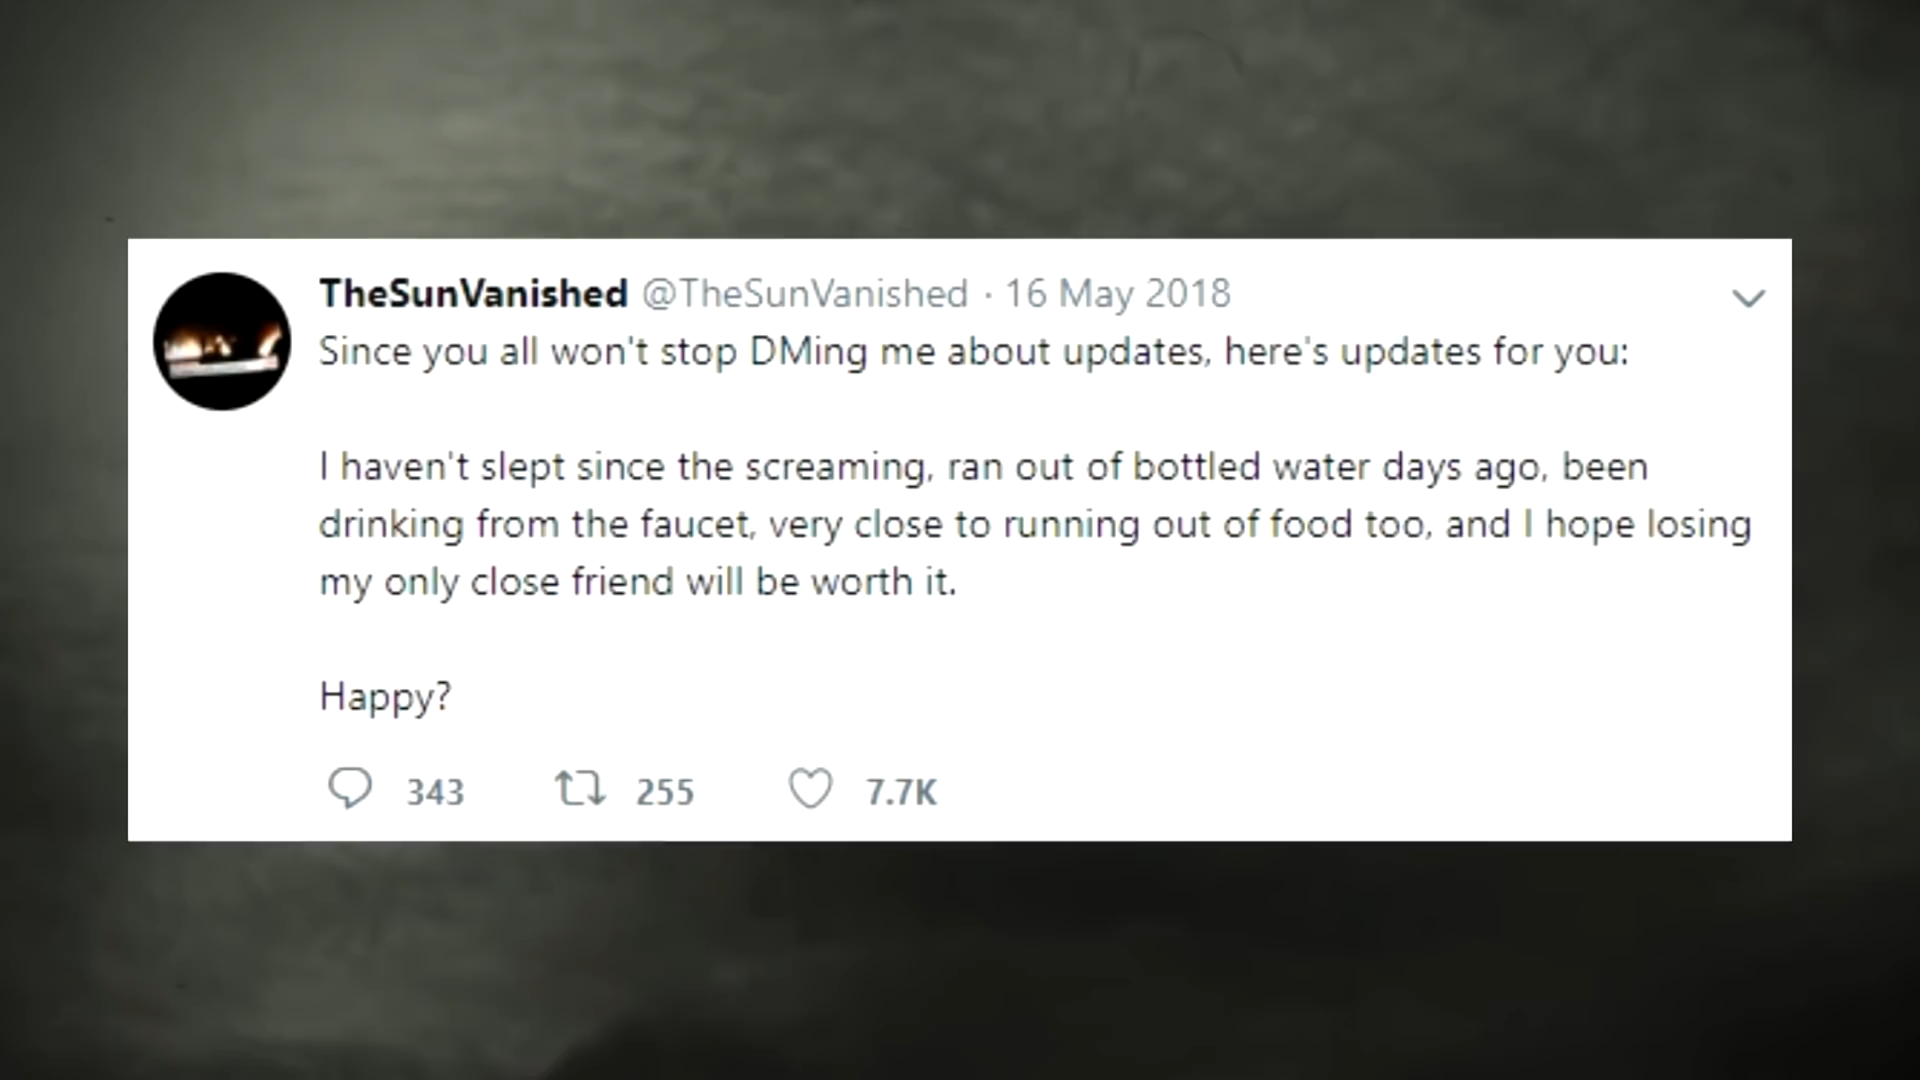 TheSunVanished @TheSunVanished · 16 May 2018
Since you all won't stop DMing me about updates, here's updates for you:
I haven't slept since the screaming, ran out of bottled water days ago, been
drinking from the faucet, very close to running out of food too, and I hope losing
my only close friend will be worth it.
Happy?
343 255 7.7K